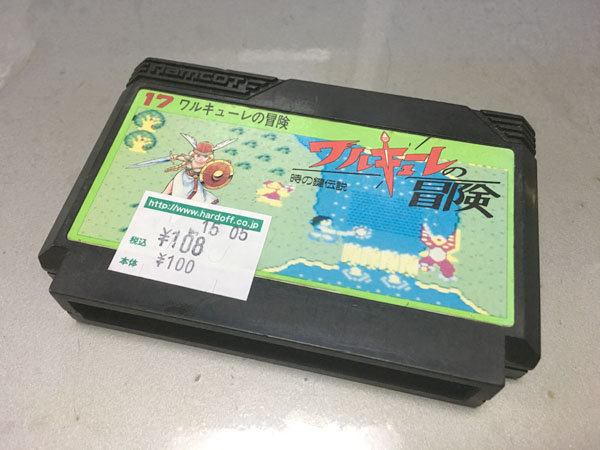 namcot
17 ワルキューレの冒険
ワルキューレの
冒険
時の鍵伝説
http://www.hardoff.co.jp
15 05
税込 ¥108
本体 ¥100